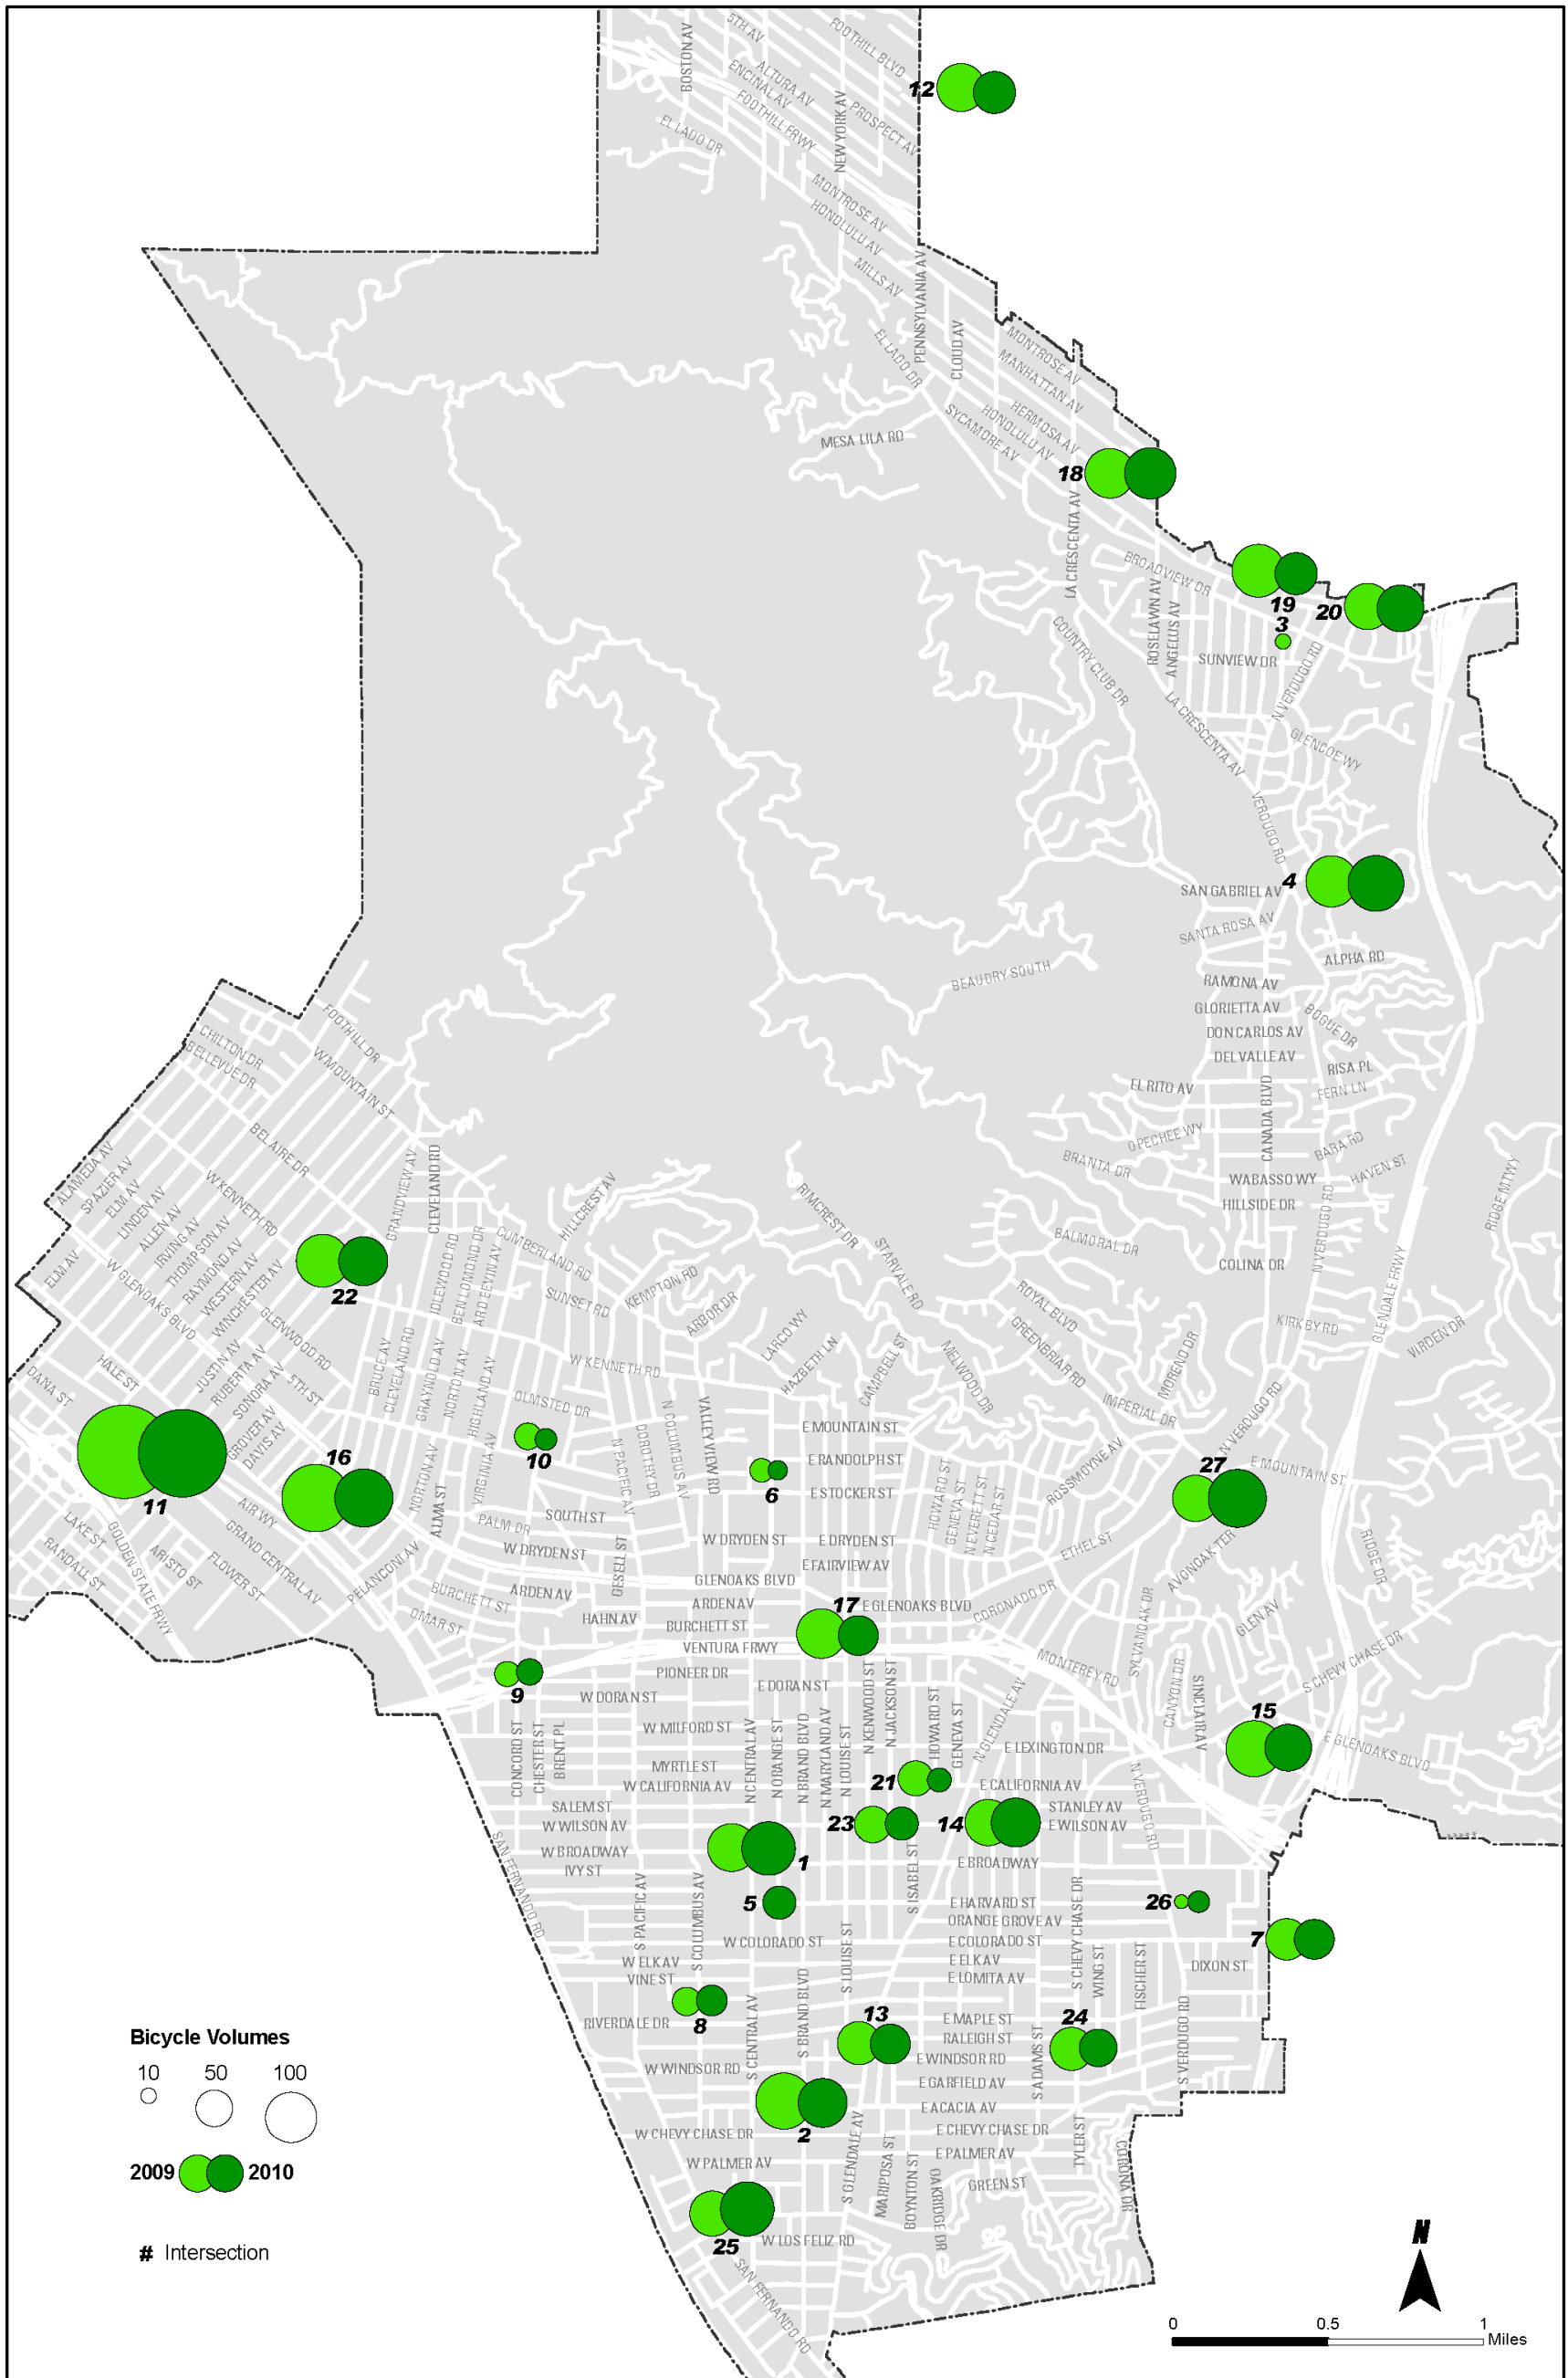 BOSTON AV
5TH AV
FOOTHILL BLVD
ALTURA AV
ENCINAL AV
FOOTHILL FRWY
NEW YORK AV
PROSPECT AV
12
EL LADO DR
MONTROSE AV
HONOLULU AV
MILLS AV
PENNSYLVANIA AV
EL LADO DR
CLOUD AV
MONTROSE AV
MANHATTAN AV
HERMOSA AV
HONOLULU AV
SYCAMORE AV
MESA LILA RD
18
LA CRESCENTA AV
BROADVIEW DR
ROSELAWN AV
ANGELUS AV
19
20
3
SUNVIEW DR
N VERDUGO RD
COUNTRY CLUB DR
LA CRESCENTA AV
GLENCOE WY
VERDUGO RD
4
SAN GABRIEL AV
SANTA ROSA AV
ALPHA RD
BEAUDRY SOUTH
RAMONA AV
GLORIETTA AV
BOGUE DR
DON CARLOS AV
DEL VALLE AV
RISA PL
EL RITO AV
FERN LN
CANADA BLVD
OPECHEE WY
BARA RD
BRANTA DR
HAVEN ST
WABASSO WY
HILLSIDE DR
RIDGE MTWY
N VERDUGO RD
BALMORAL DR
COLINA DR
GLENDALE FRWY
KIRKBY RD
VIRDEN DR
CHILTON DR
BELLEVUE DR
FOOTHILL DR
W MOUNTAIN ST
BEL AIRE DR
ALAMEDA AV
SPAZIER AV
ELM AV
LINDEN AV
ALLEN AV
IRVING AV
THOMPSON AV
RAYMOND AV
WESTERN AV
WINCHESTER AV
W KENNETH RD
GRANDVIEW AV
CLEVELAND RD
ELM AV
W GLENOAKS BLVD
22
GLENWOOD RD
IDLEWOOD RD
BEN LOMOND DR
ARD EEVIN AV
CUMBERLAND RD
HILLCREST AV
SUNSET RD
KEMPTON RD
ARBOR DR
RIMCREST DR
STARVALE RD
ROYAL BLVD
GREENBRIAR RD
MORENO DR
LARCO WY
HAZBETH LN
CAMPBELL ST
MELWOOD DR
IMPERIAL DR
HALE ST
DANA ST
JUSTIN AV
RUBERTA AV
SONORA AV
5TH ST
GROVER AV
DAVIS AV
BRUCE AV
CLEVELAND RD
GRAYNOLD AV
NORTON AV
HIGHLAND AV
OLMSTED DR
W KENNETH RD
N PACIFIC AV
DOROTHY DR
N COLUMBUS AV
VALLEY VIEW RD
E MOUNTAIN ST
E RANDOLPH ST
E STOCKER ST
6
10
N VERDUGO RD
E MOUNTAIN ST
27
ROSSMOYNE AV
HOWARD ST
GENEVA ST
N EVERETT ST
N CEDAR ST
ETHEL ST
11
16
NORTON AV
ALMA ST
VIRGINIA AV
PALM DR
SOUTH ST
W DRYDEN ST
W DRYDEN ST
E DRYDEN ST
E FAIRVIEW AV
GESELL ST
AIR WY
GRAND CENTRAL AV
LAKE ST
RANDALL ST
GOLDEN STATE FRWY
ARISTO ST
FLOWER ST
PELANCONI AV
BURCHETT ST
ARDEN AV
OMAR ST
HAHN AV
GLENOAKS BLVD
ARDEN AV
BURCHETT ST
VENTURA FRWY
17
E GLENOAKS BLVD
CORONADO DR
AVONOAK TER
RIDGE DR
SYLVANOAK DR
GLEN AV
MONTEREY RD
S CHEVY CHASE DR
CANYON DR
SINCLAIR AV
9
PIONEER DR
W DORAN ST
E DORAN ST
W MILFORD ST
MYRTLE ST
W CALIFORNIA AV
CONCORD ST
CHESTER ST
BRENT PL
N CENTRAL AV
N ORANGE ST
N BRAND BLVD
N MARYLAND AV
N LOUISE ST
N KENWOOD ST
N JACKSON ST
HOWARD ST
GENEVA ST
N GLENDALE AV
E LEXINGTON DR
15
E GLENOAKS BLVD
21
E CALIFORNIA AV
N VERDUGO RD
SALEM ST
W WILSON AV
STANLEY AV
E WILSON AV
23
14
W BROADWAY
IVY ST
1
E BROADWAY
SAN FERNANDO RD
S PACIFIC AV
S COLUMBUS AV
5
S ISABEL ST
E HARVARD ST
ORANGE GROVE AV
S CHEVY CHASE DR
26
7
W COLORADO ST
E COLORADO ST
W ELK AV
VINE ST
S LOUISE ST
E ELK AV
E LOMITA AV
WING ST
FISCHER ST
DIXON ST
8
RIVERDALE DR
S CENTRAL AV
S BRAND BLVD
13
E MAPLE ST
RALEIGH ST
E WINDSOR RD
24
S ADAMS ST
S VERDUGO RD
W WINDSOR RD
E GARFIELD AV
E ACACIA AV
2
W CHEVY CHASE DR
E CHEVY CHASE DR
W PALMER AV
S GLENDALE AV
MARIPOSA ST
BOYNTON ST
OAKRIDGE DR
E PALMER AV
GREEN ST
TYLER ST
CORONA DR
25
W LOS FELIZ RD
SAN FERNANDO RD
Bicycle Volumes
10 50 100
2009 2010
# Intersection
N
0 0.5 1
Miles